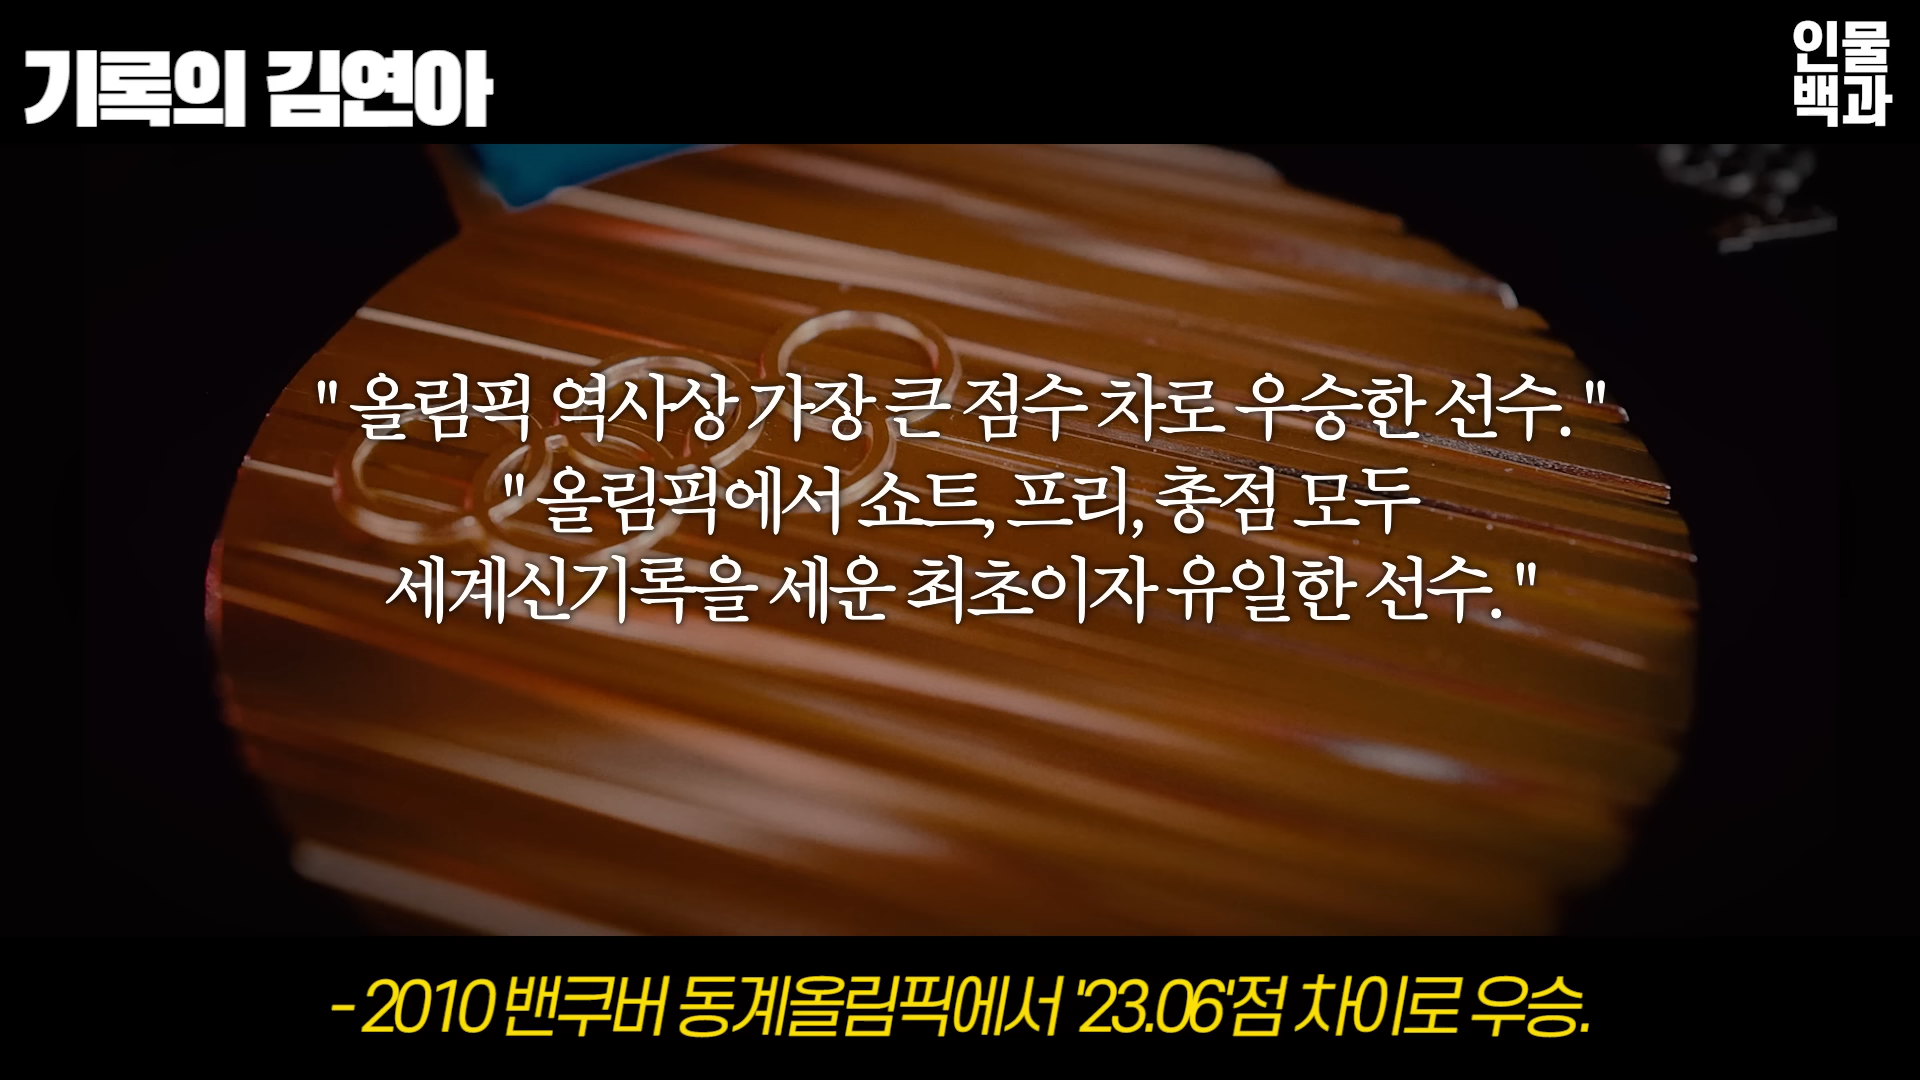 기록의 김연아
인물
백과
" 올림픽 역사상 가장 큰 점수 차로 우승한 선수. "
" 올림픽에서 쇼트, 프리, 총점 모두
세계신기록을 세운 최초이자 유일한 선수. "
- 2010 밴쿠버 동계올림픽에서 '23.06'점 차이로 우승.